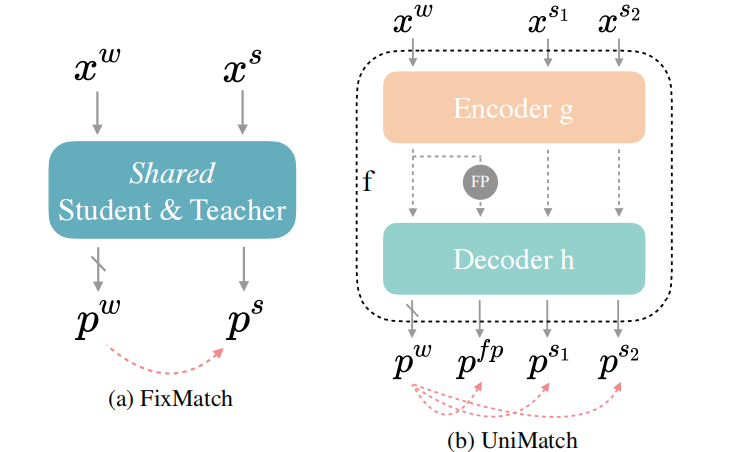 x^w x^s
Shared
Student & Teacher
p^w p^s
(a) FixMatch
x^w x^{s_1} x^{s_2}
Encoder g
f
FP
Decoder h
p^w p^{fp} p^{s_1} p^{s_2}
(b) UniMatch